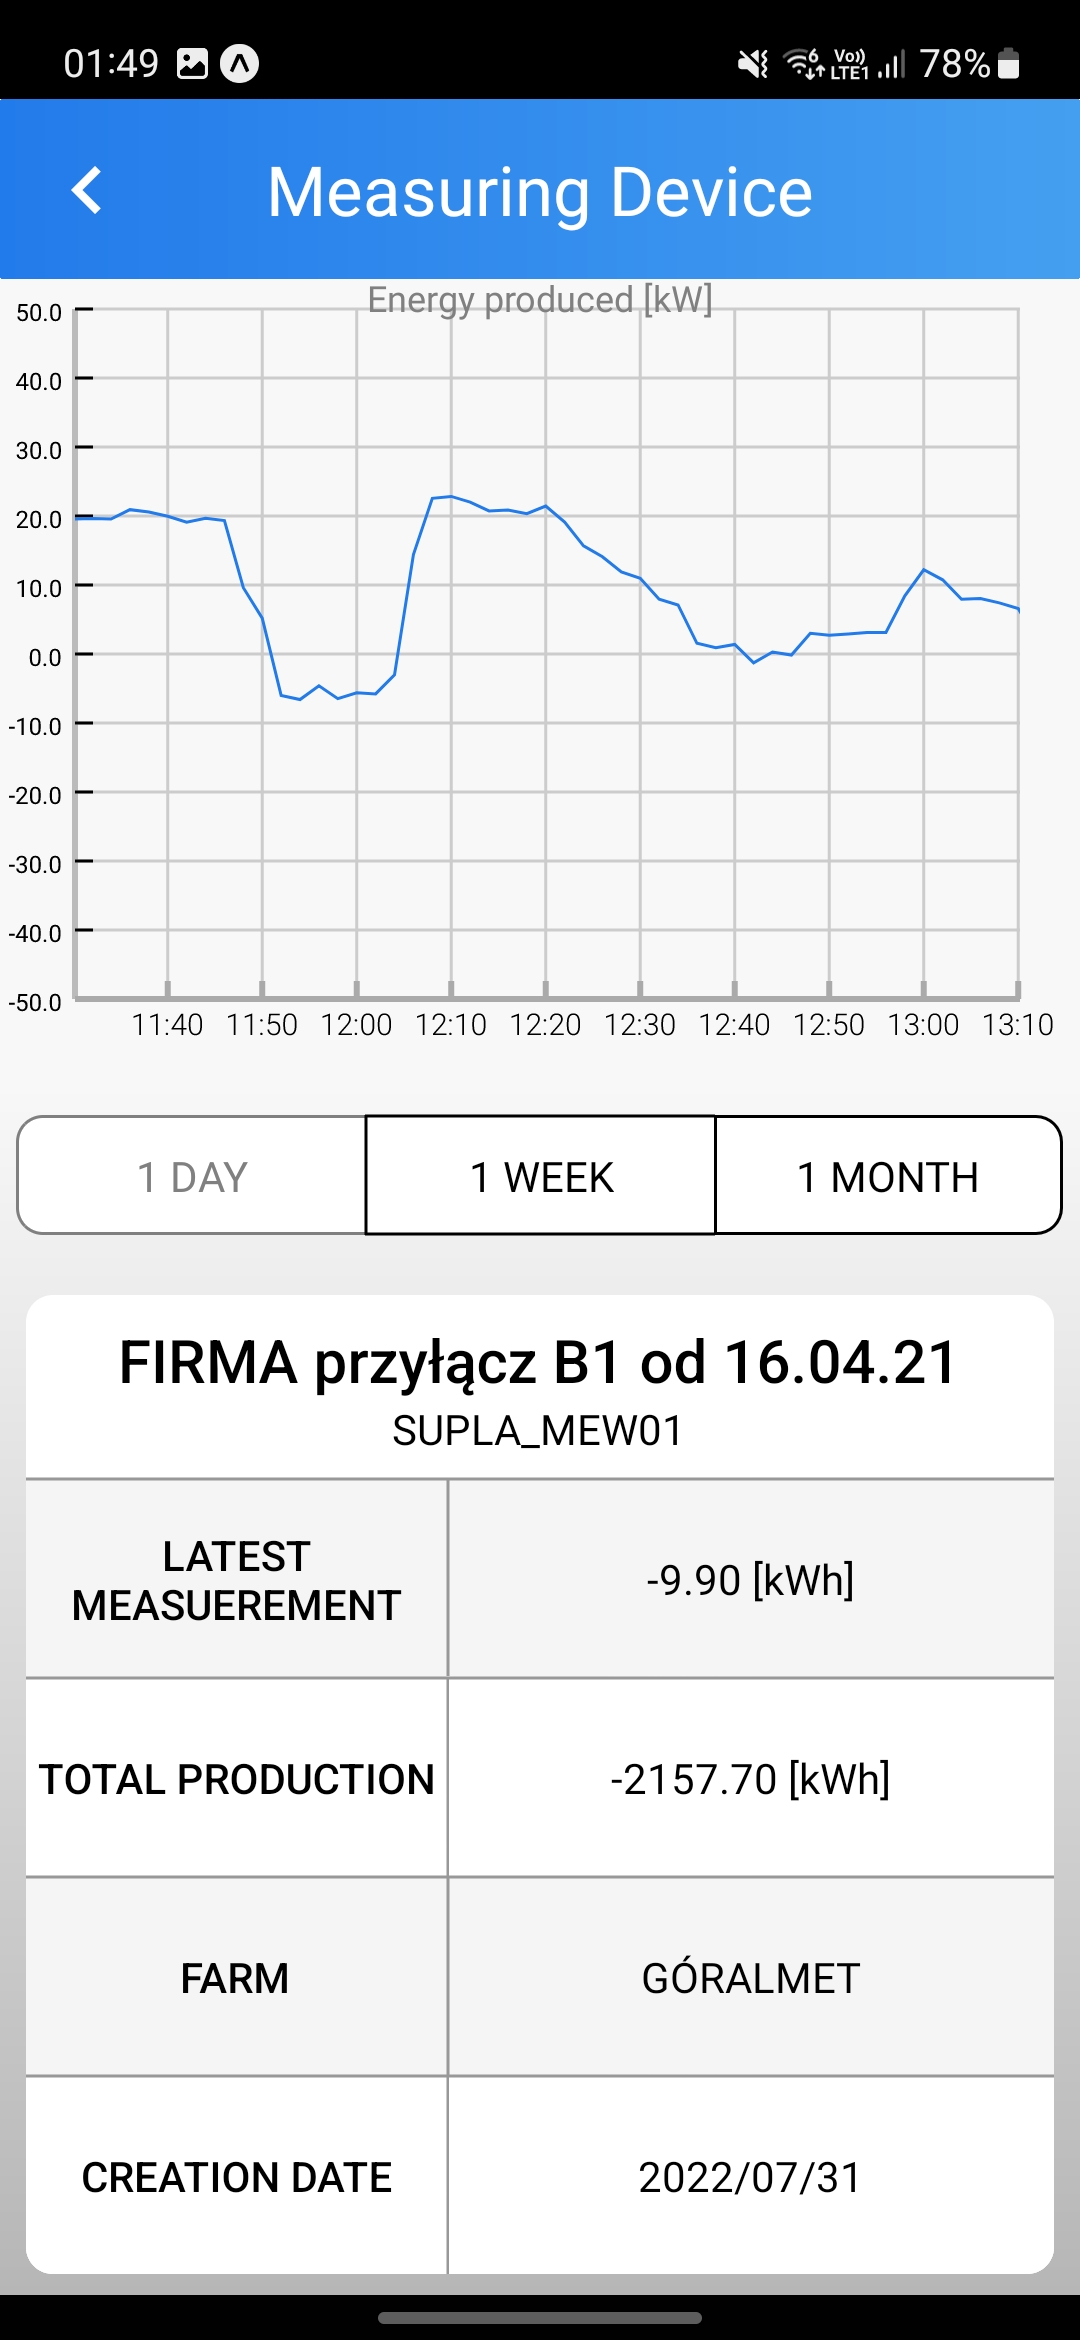 01:49
6 Vo)) LTE1 78%
Measuring Device
Energy produced [kW]
50.0
40.0
30.0
20.0
10.0
0.0
-10.0
-20.0
-30.0
-40.0
-50.0
11:40 11:50 12:00 12:10 12:20 12:30 12:40 12:50 13:00 13:10
1 DAY 1 WEEK 1 MONTH
FIRMA przyłącz B1 od 16.04.21
SUPLA_MEW01
LATEST
MEASUEREMENT
-9.90 [kWh]
TOTAL PRODUCTION
-2157.70 [kWh]
FARM
GÓRALMET
CREATION DATE
2022/07/31